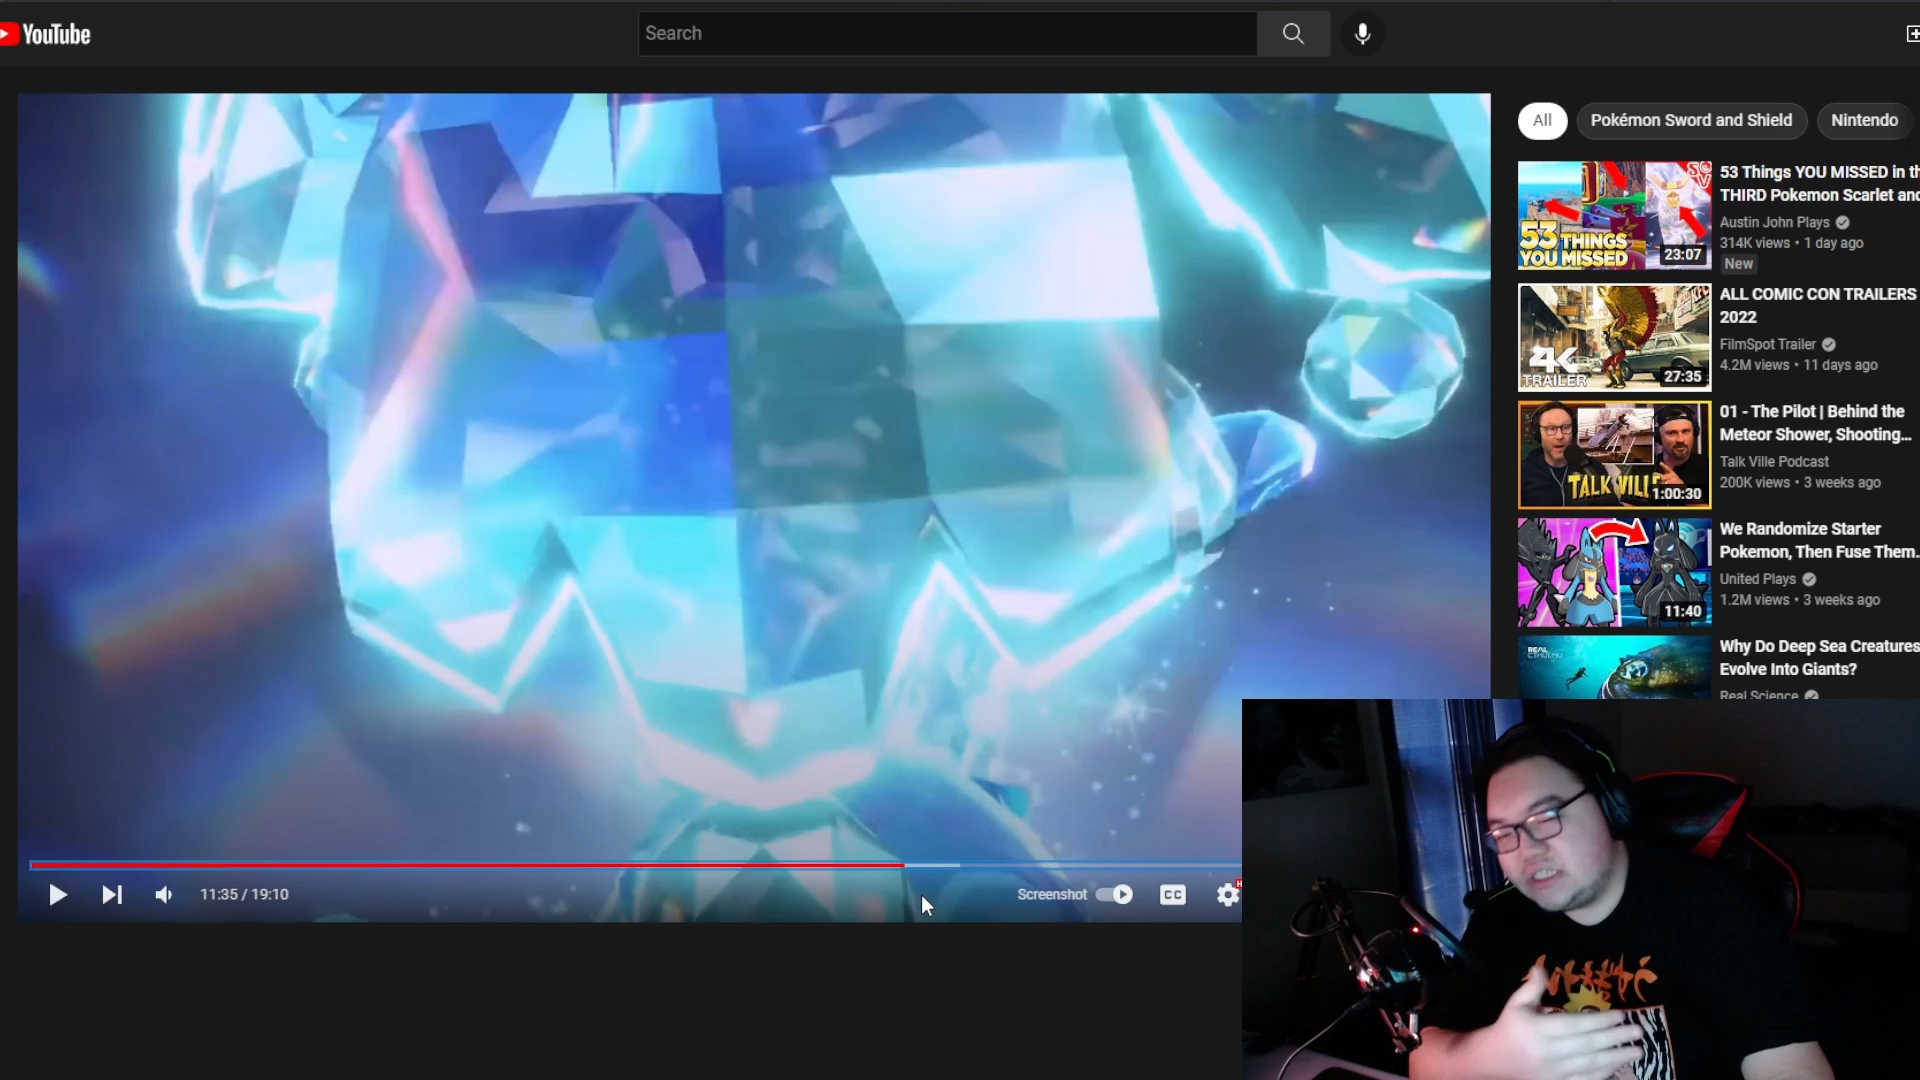 YouTube
Search
All
Pokémon Sword and Shield
Nintendo
53 THINGS
YOU MISSED
23:07
53 Things YOU MISSED in th
THIRD Pokemon Scarlet and
Austin John Plays
314K views • 1 day ago
New
4K
TRAILER
27:35
ALL COMIC CON TRAILERS
2022
FilmSpot Trailer
4.2M views • 11 days ago
TALK VILL
1:00:30
01 - The Pilot | Behind the
Meteor Shower, Shooting...
Talk Ville Podcast
200K views • 3 weeks ago
11:40
We Randomize Starter
Pokemon, Then Fuse Them...
United Plays
1.2M views • 3 weeks ago
REAL
Why Do Deep Sea Creatures
Evolve Into Giants?
Real Science
11:35 / 19:10
Screenshot
CC